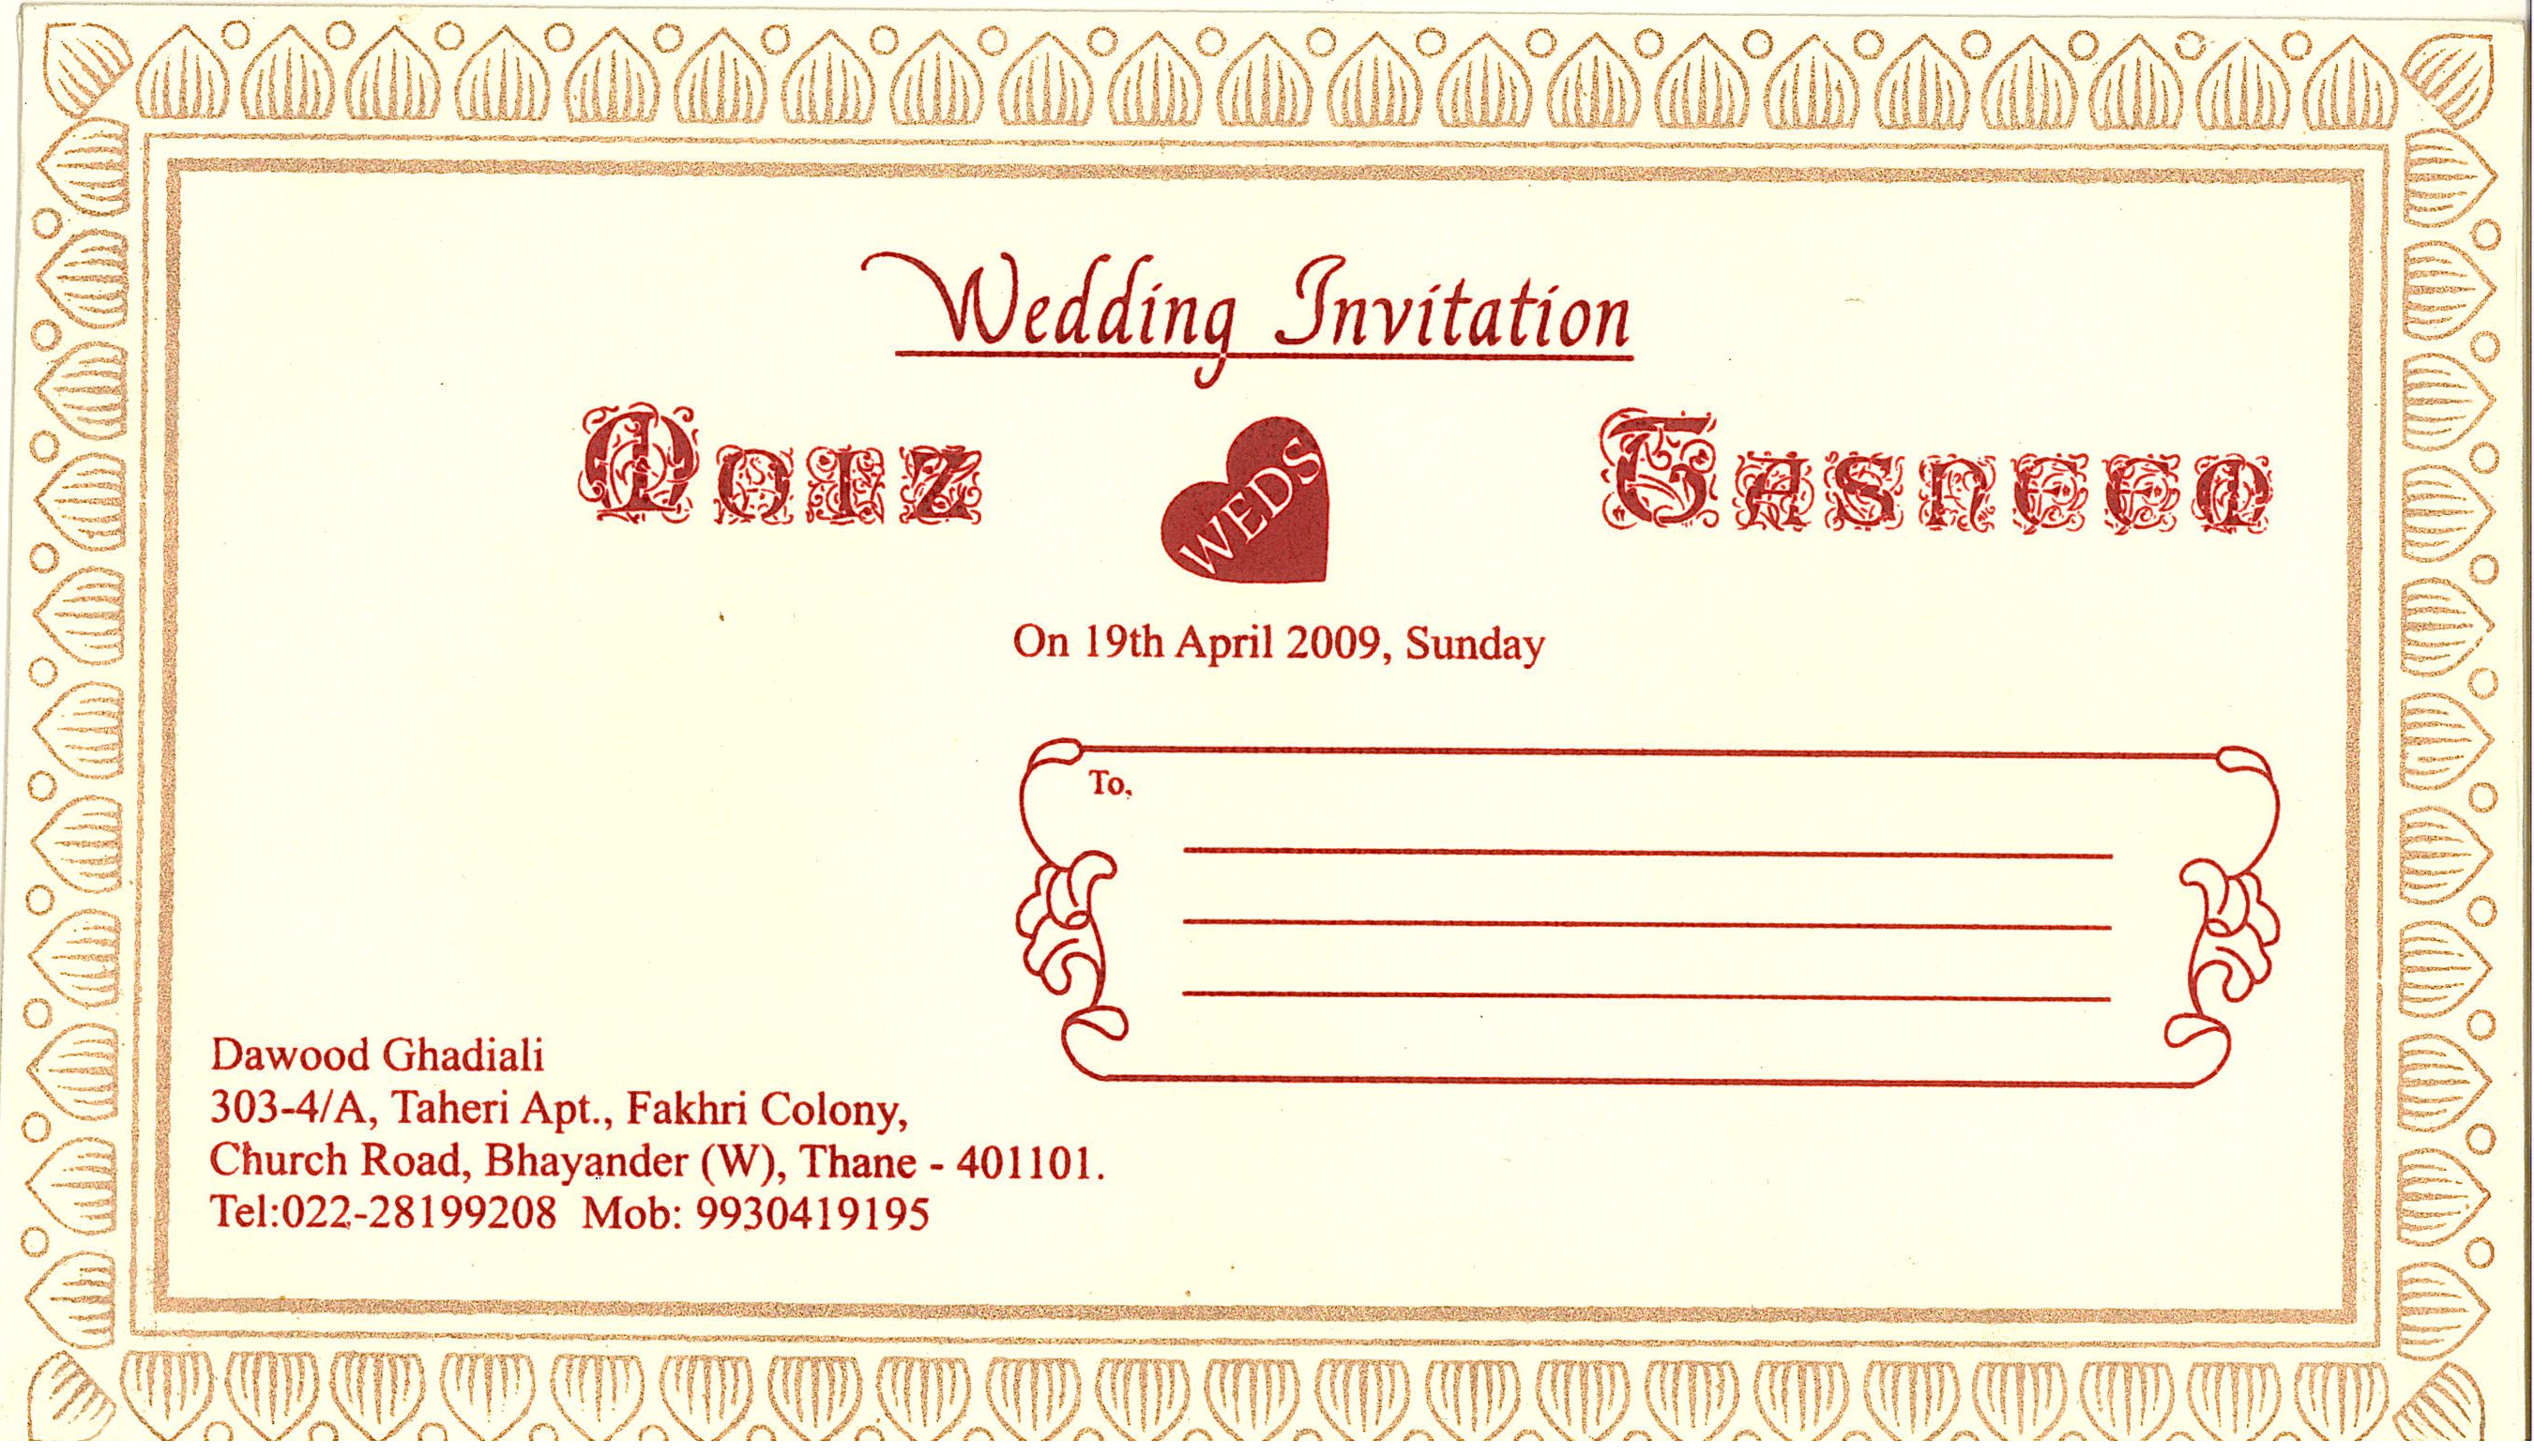 Wedding Invitation
Moiz WEDS Tasneem
On 19th April 2009, Sunday
To,
Dawood Ghadiali
303-4/A, Taheri Apt., Fakhri Colony,
Church Road, Bhayander (W), Thane - 401101.
Tel:022-28199208 Mob: 9930419195